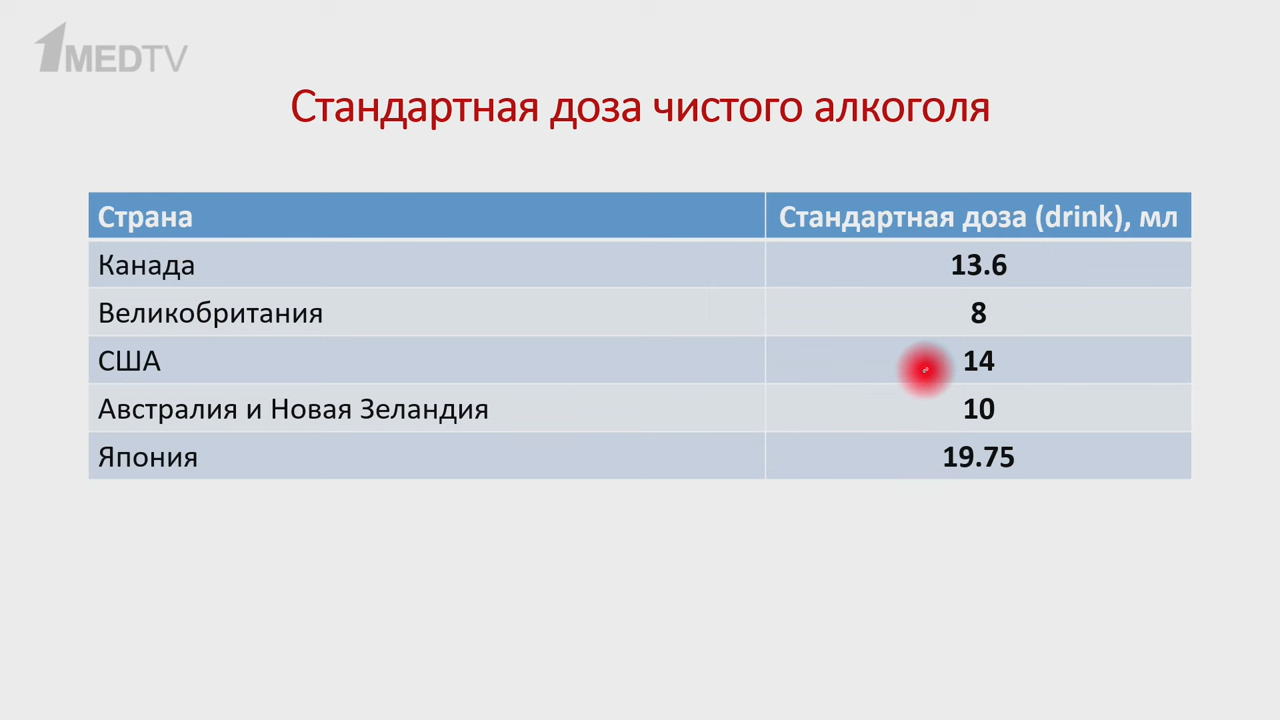 1MEDTV
Стандартная доза чистого алкоголя
Страна Стандартная доза (drink), мл
Канада 13.6
Великобритания 8
США 14
Австралия и Новая Зеландия 10
Япония 19.75